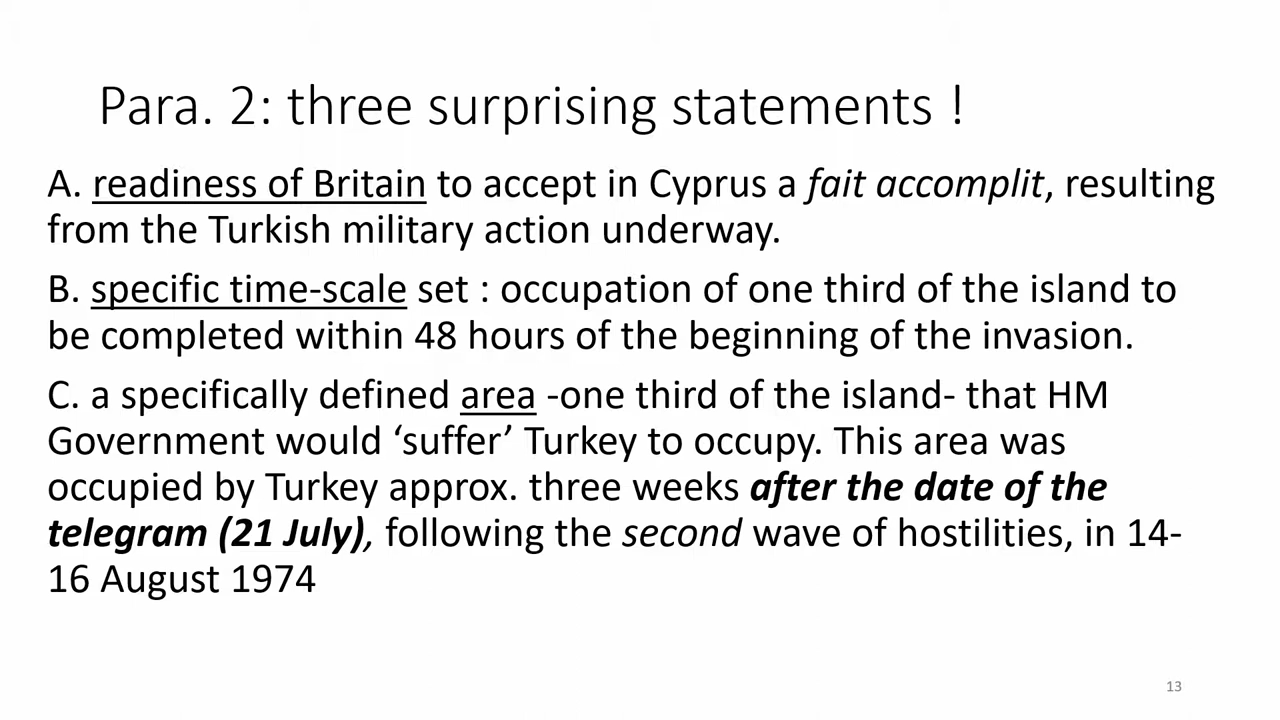 Para. 2: three surprising statements !
A. readiness of Britain to accept in Cyprus a fait accomplit, resulting
from the Turkish military action underway.
B. specific time-scale set : occupation of one third of the island to
be completed within 48 hours of the beginning of the invasion.
C. a specifically defined area -one third of the island- that HM
Government would ‘suffer’ Turkey to occupy. This area was
occupied by Turkey approx. three weeks after the date of the
telegram (21 July), following the second wave of hostilities, in 14-
16 August 1974
13